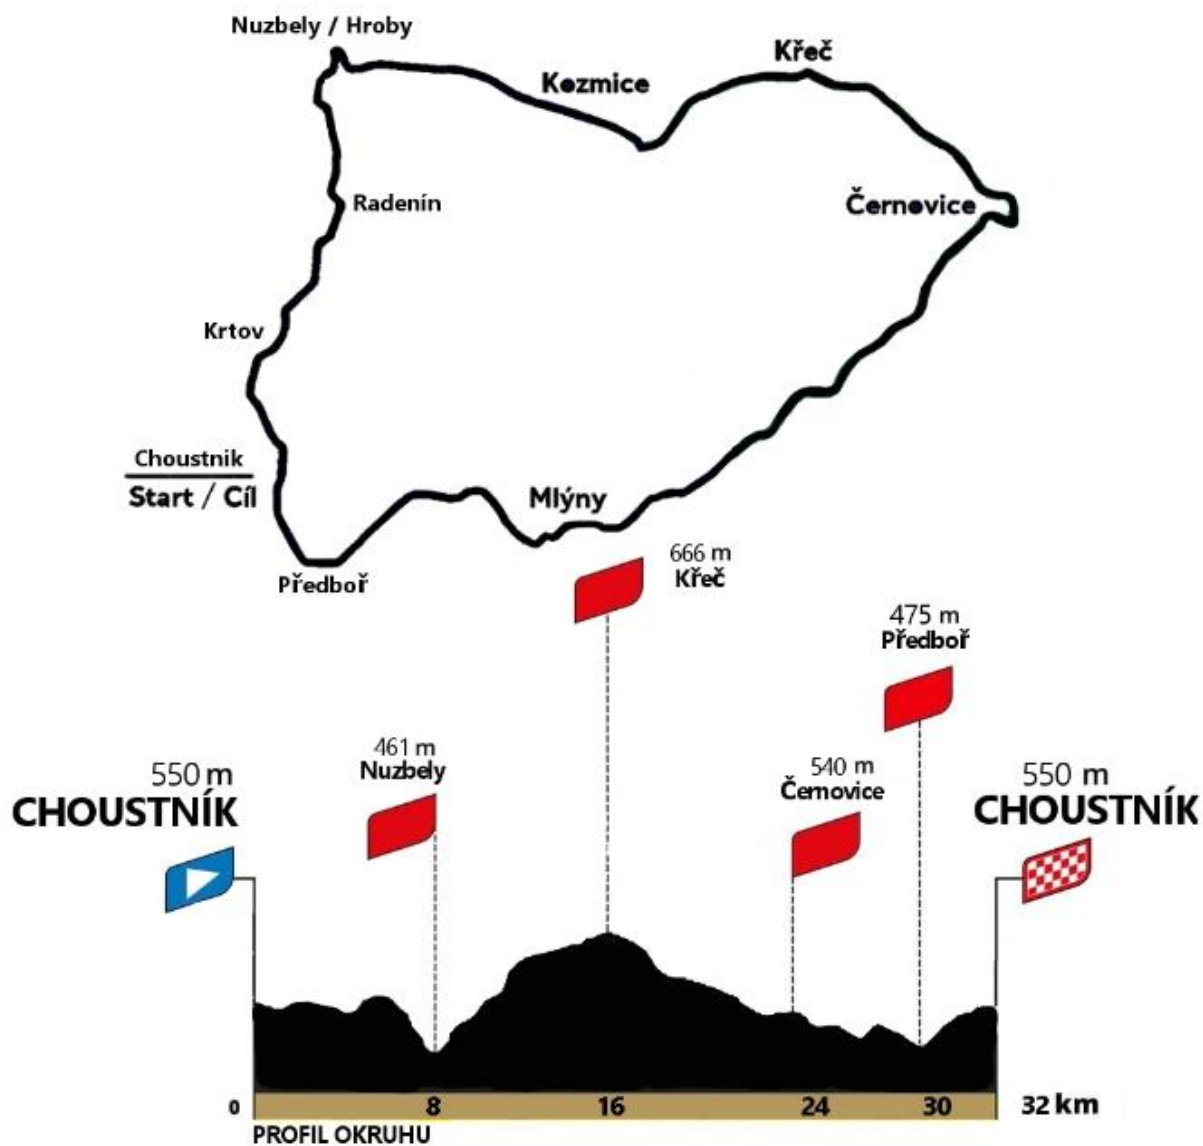 Nuzbely / Hroby
Křeč
Kozmice
Radenín
Černovice
Krtov
Choustnik
Start / Cíl
Mlýny
Předboř
666 m
Křeč
475 m
Předboř
461 m
Nuzbely
540 m
Černovice
550 m
CHOUSTNÍK
550 m
CHOUSTNÍK
0 8 16 24 30 32 km
PROFIL OKRUHU